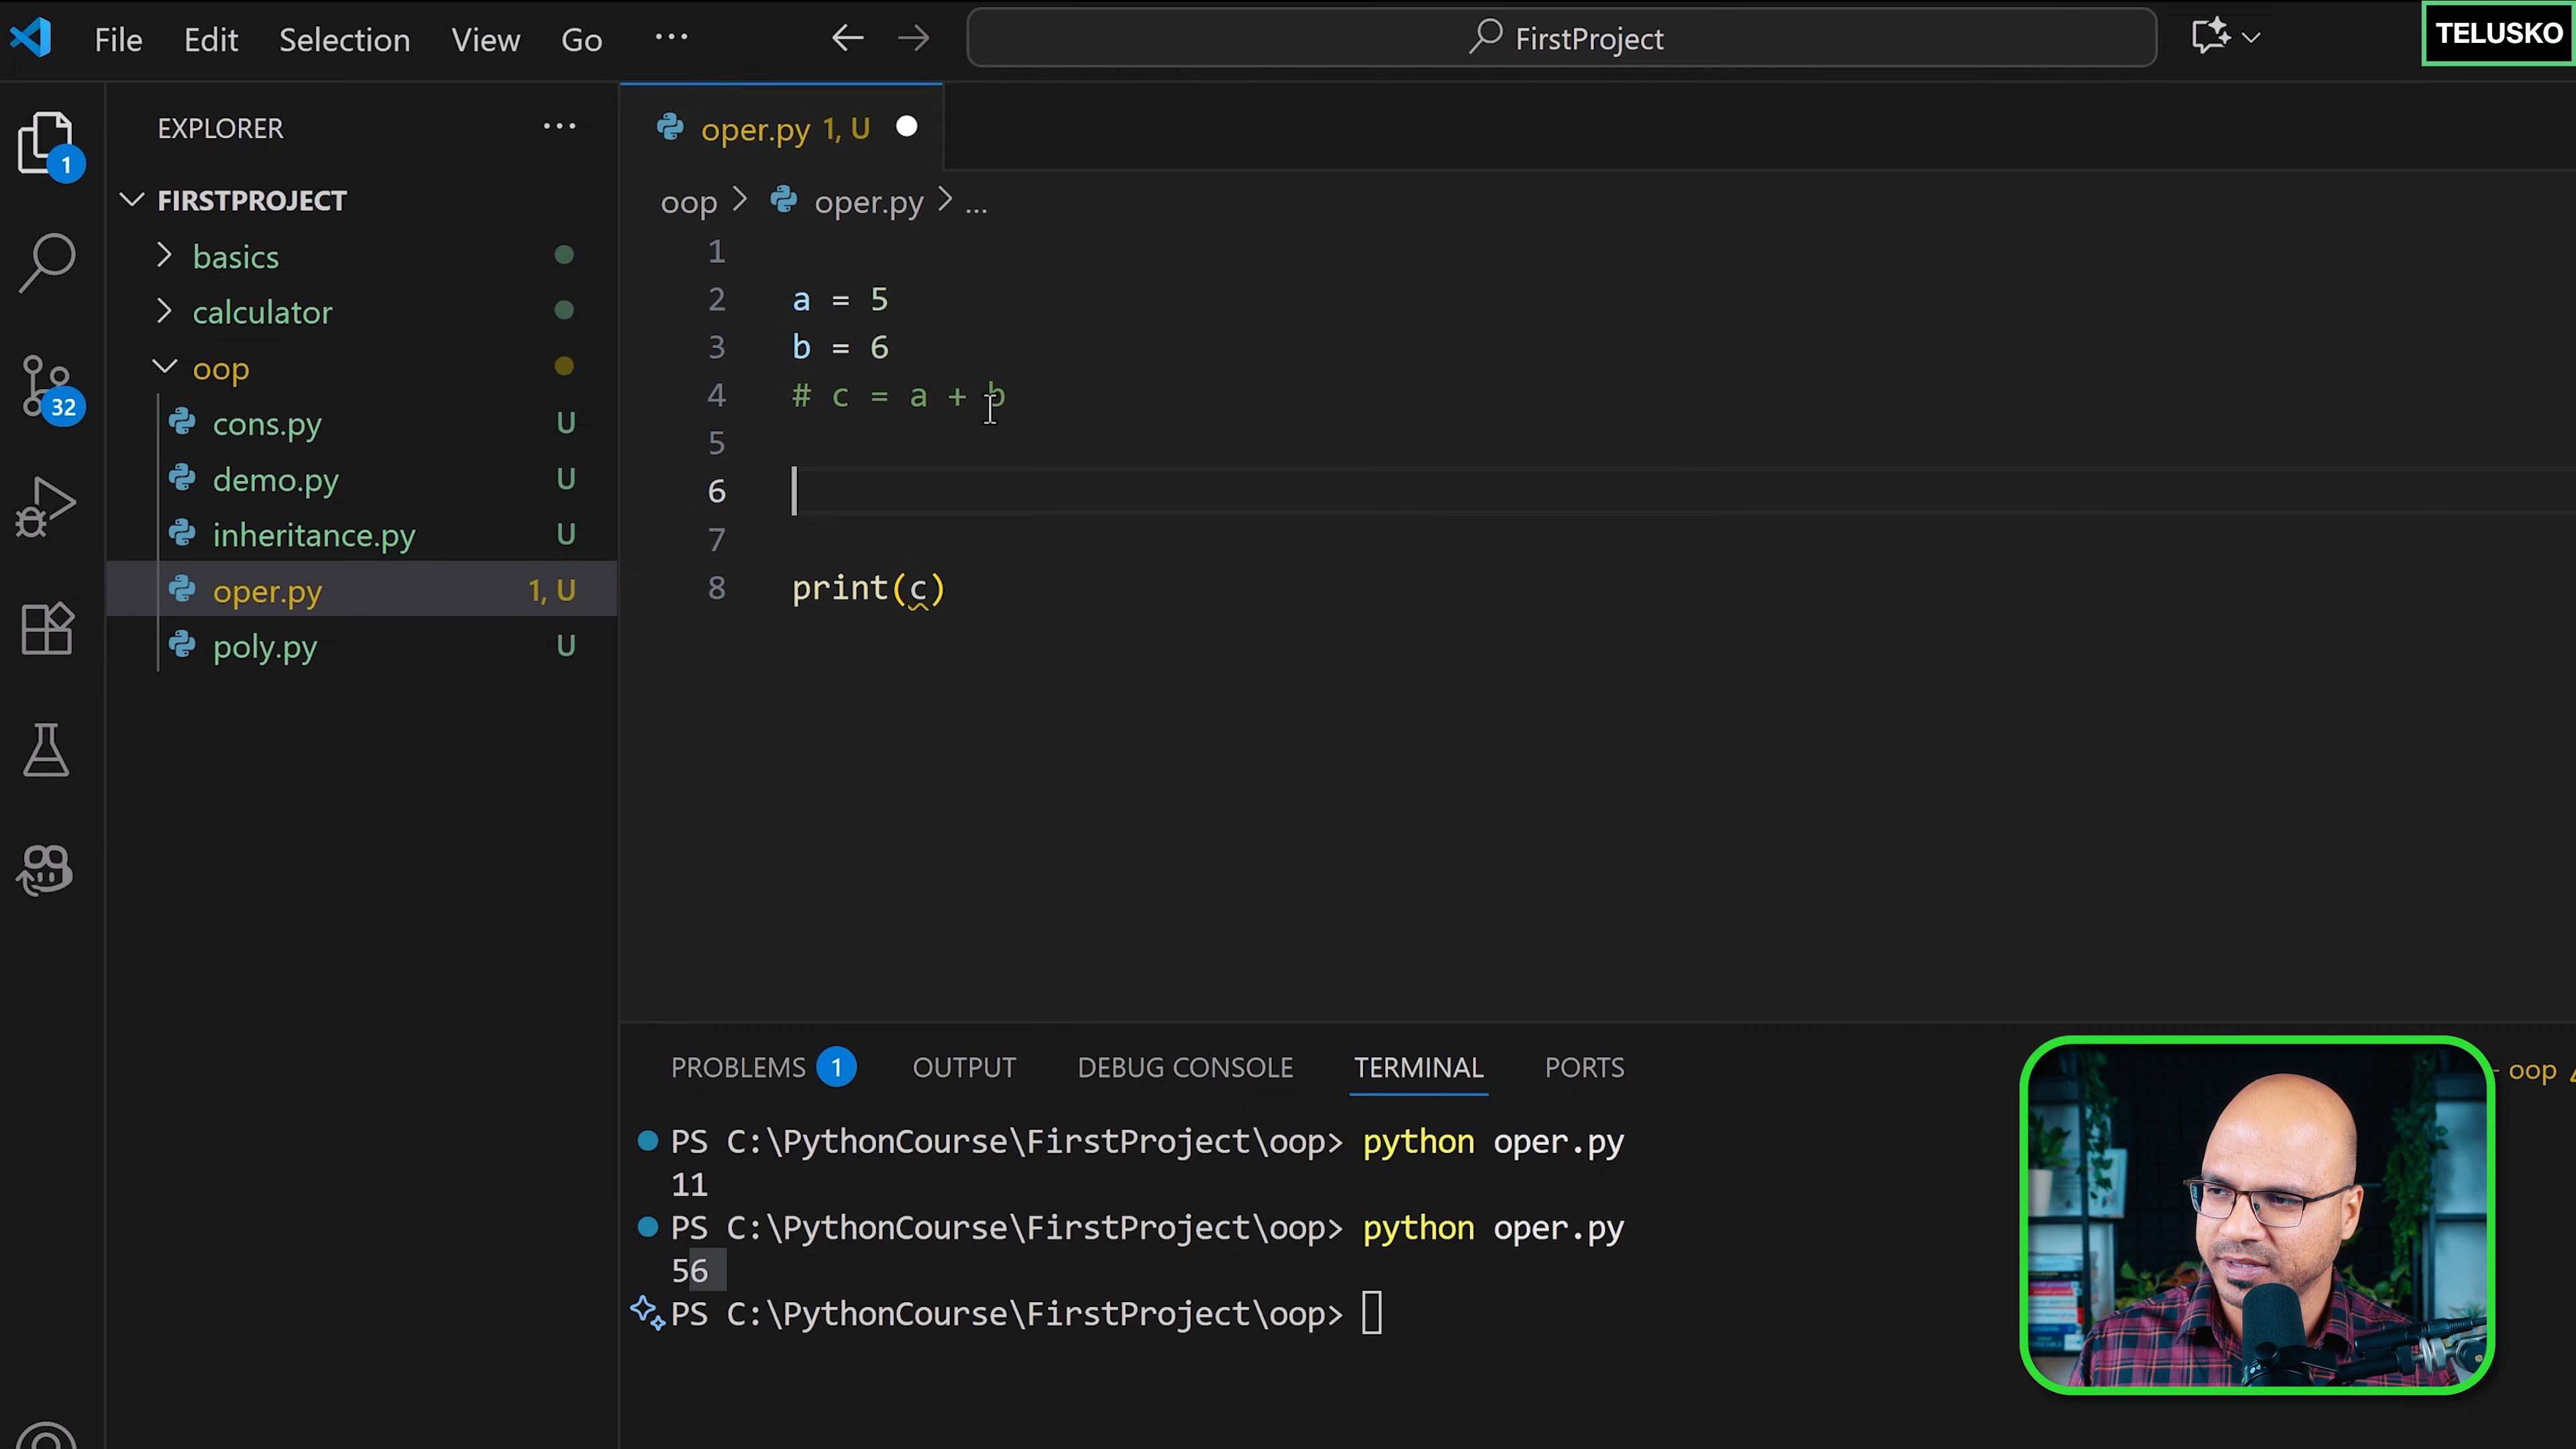 File Edit Selection View Go ... FirstProject TELUSKO
EXPLORER ...
FIRSTPROJECT
basics
calculator
oop
cons.py U
demo.py U
inheritance.py U
oper.py 1, U
poly.py U
1
32
oper.py 1, U
oop > oper.py > ...
1
2 a = 5
3 b = 6
4 # c = a + b
5
6
7
8 print(c)
PROBLEMS 1 OUTPUT DEBUG CONSOLE TERMINAL PORTS oop
PS C:\PythonCourse\FirstProject\oop> python oper.py
11
PS C:\PythonCourse\FirstProject\oop> python oper.py
56
PS C:\PythonCourse\FirstProject\oop>